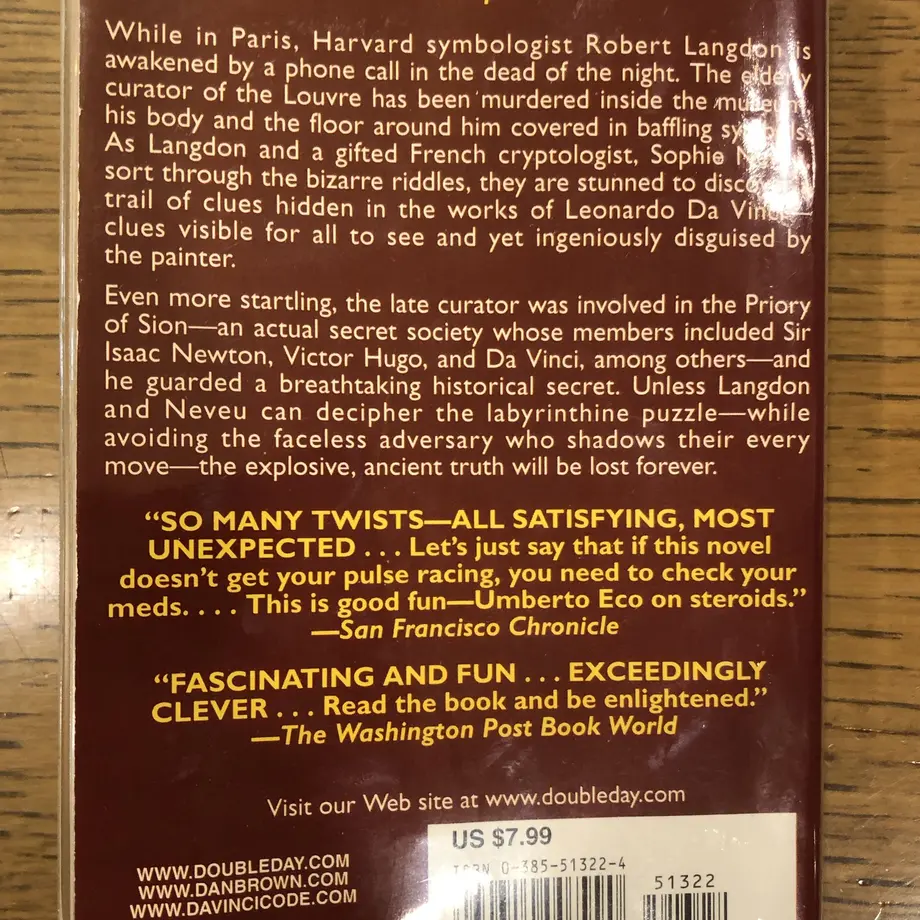 While in Paris, Harvard symbologist Robert Langdon is
awakened by a phone call in the dead of the night. The elderly
curator of the Louvre has been murdered inside the museum,
his body and the floor around him covered in baffling
As Langdon and a gifted French cryptologist, Sophie
sort through the bizarre riddles, they are stunned to
trail of clues hidden in the works of Leonardo Da Vinci—
clues visible for all to see and yet ingeniously disguised by
the painter.
Even more startling, the late curator was involved in the Priory
of Sion—an actual secret society whose members included Sir
Isaac Newton, Victor Hugo, and Da Vinci, among others—and
he guarded a breathtaking historical secret. Unless Langdon
and Neveu can decipher the labyrinthine puzzle—while
avoiding the faceless adversary who shadows their every
move—the explosive, ancient truth will be lost forever.
“SO MANY TWISTS—ALL SATISFYING, MOST
UNEXPECTED . . . Let’s just say that if this novel
doesn’t get your pulse racing, you need to check your
meds. . . . This is good fun—Umberto Eco on steroids.”
—San Francisco Chronicle
“FASCINATING AND FUN . . . EXCEEDINGLY
CLEVER . . . Read the book and be enlightened.”
—The Washington Post Book World
Visit our Web site at www.doubleday.com
US $7.99
ISBN 0-385-51322-4
51322
WWW.DOUBLEDAY.COM
WWW.DANBROWN.COM
WWW.DAVINCICODE.COM